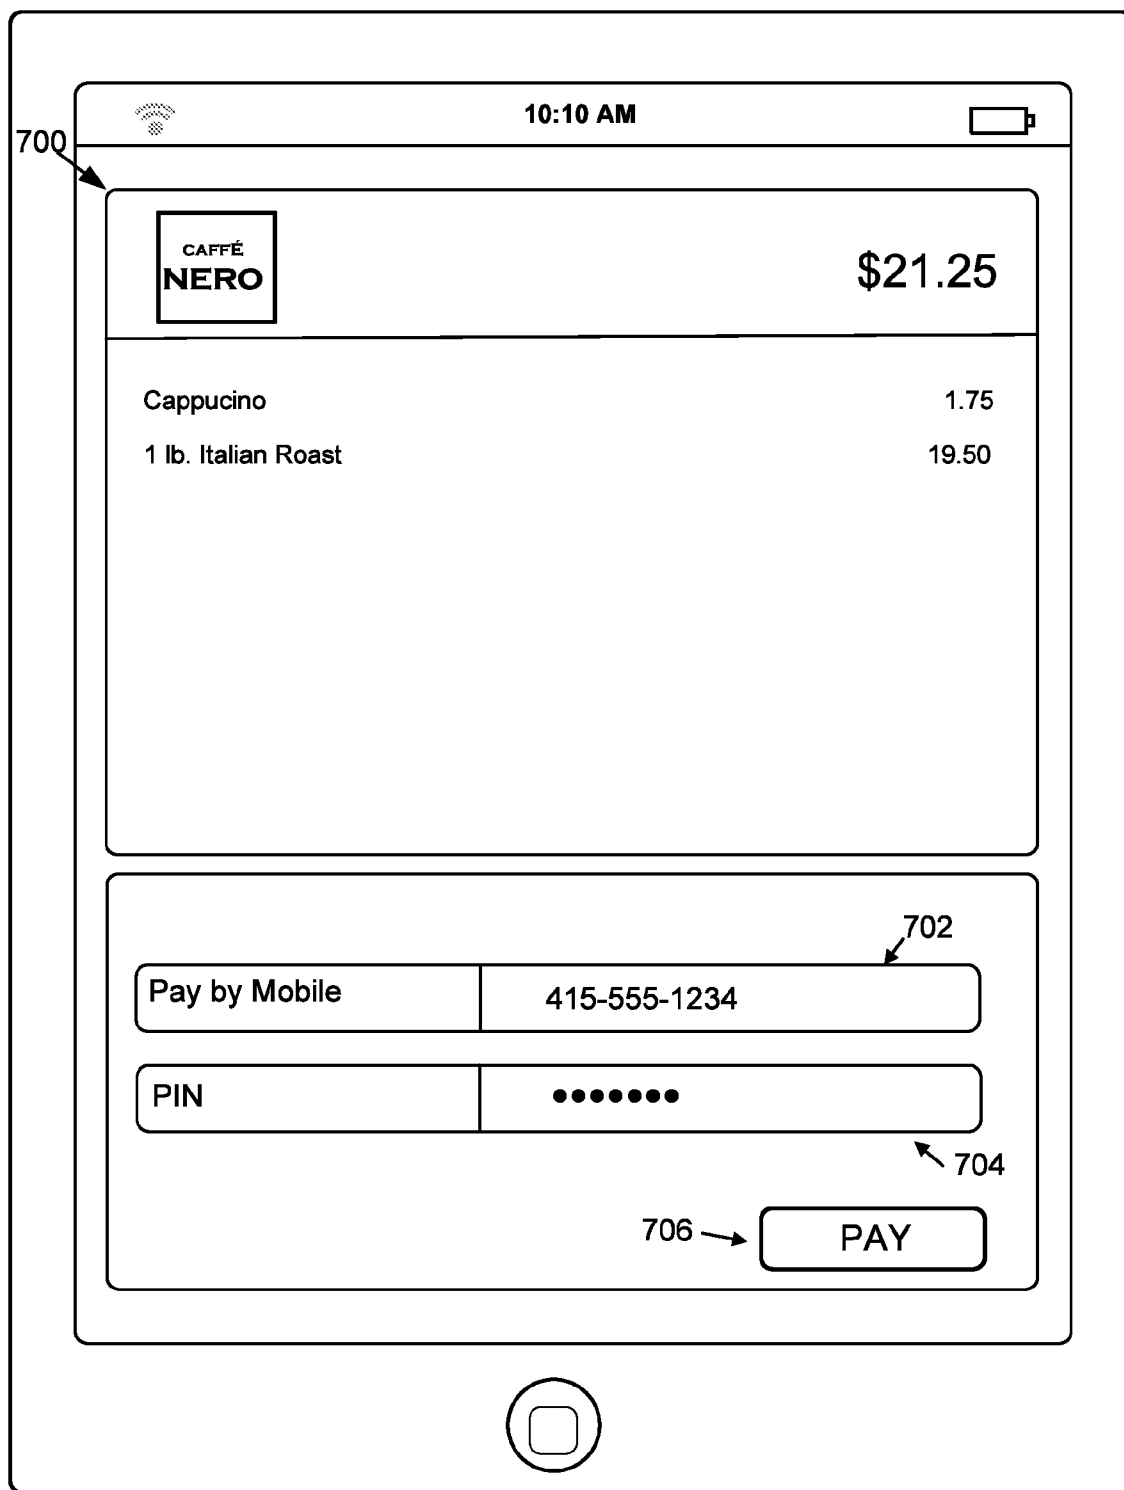 10:10 AM
700
CAFFÉ
NERO
$21.25
Cappucino 1.75
1 lb. Italian Roast 19.50
702
Pay by Mobile 415-555-1234
PIN •••••••
704
706 PAY